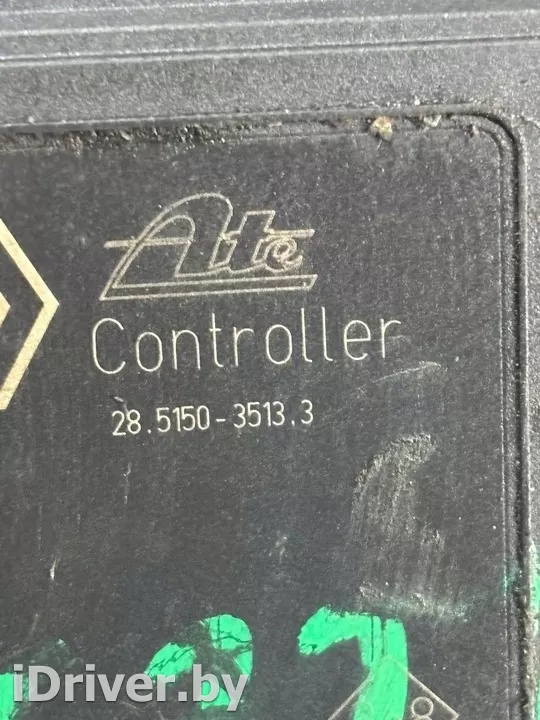 Ate
Controller
28.5150-3513.3
iDriver.by